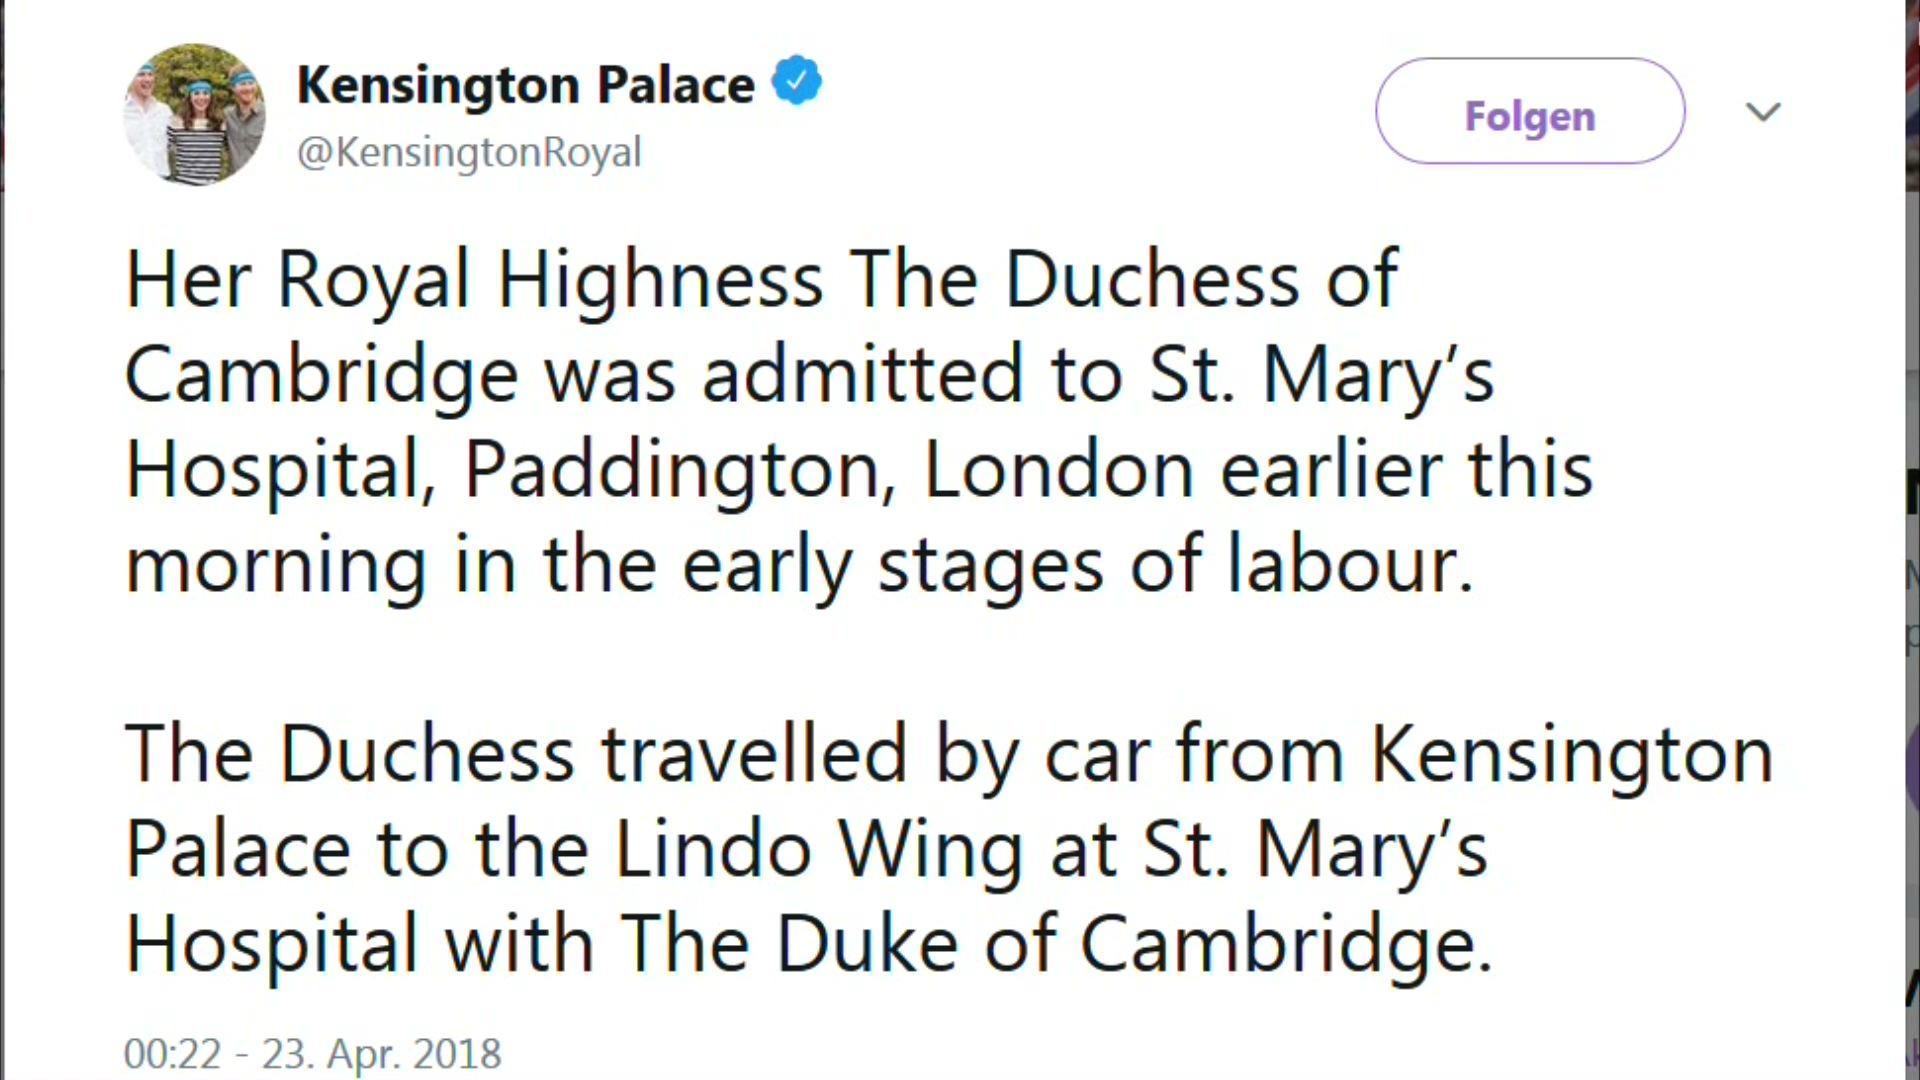 Kensington Palace
@KensingtonRoyal
Folgen
Her Royal Highness The Duchess of
Cambridge was admitted to St. Mary’s
Hospital, Paddington, London earlier this
morning in the early stages of labour.
The Duchess travelled by car from Kensington
Palace to the Lindo Wing at St. Mary’s
Hospital with The Duke of Cambridge.
00:22 - 23. Apr. 2018